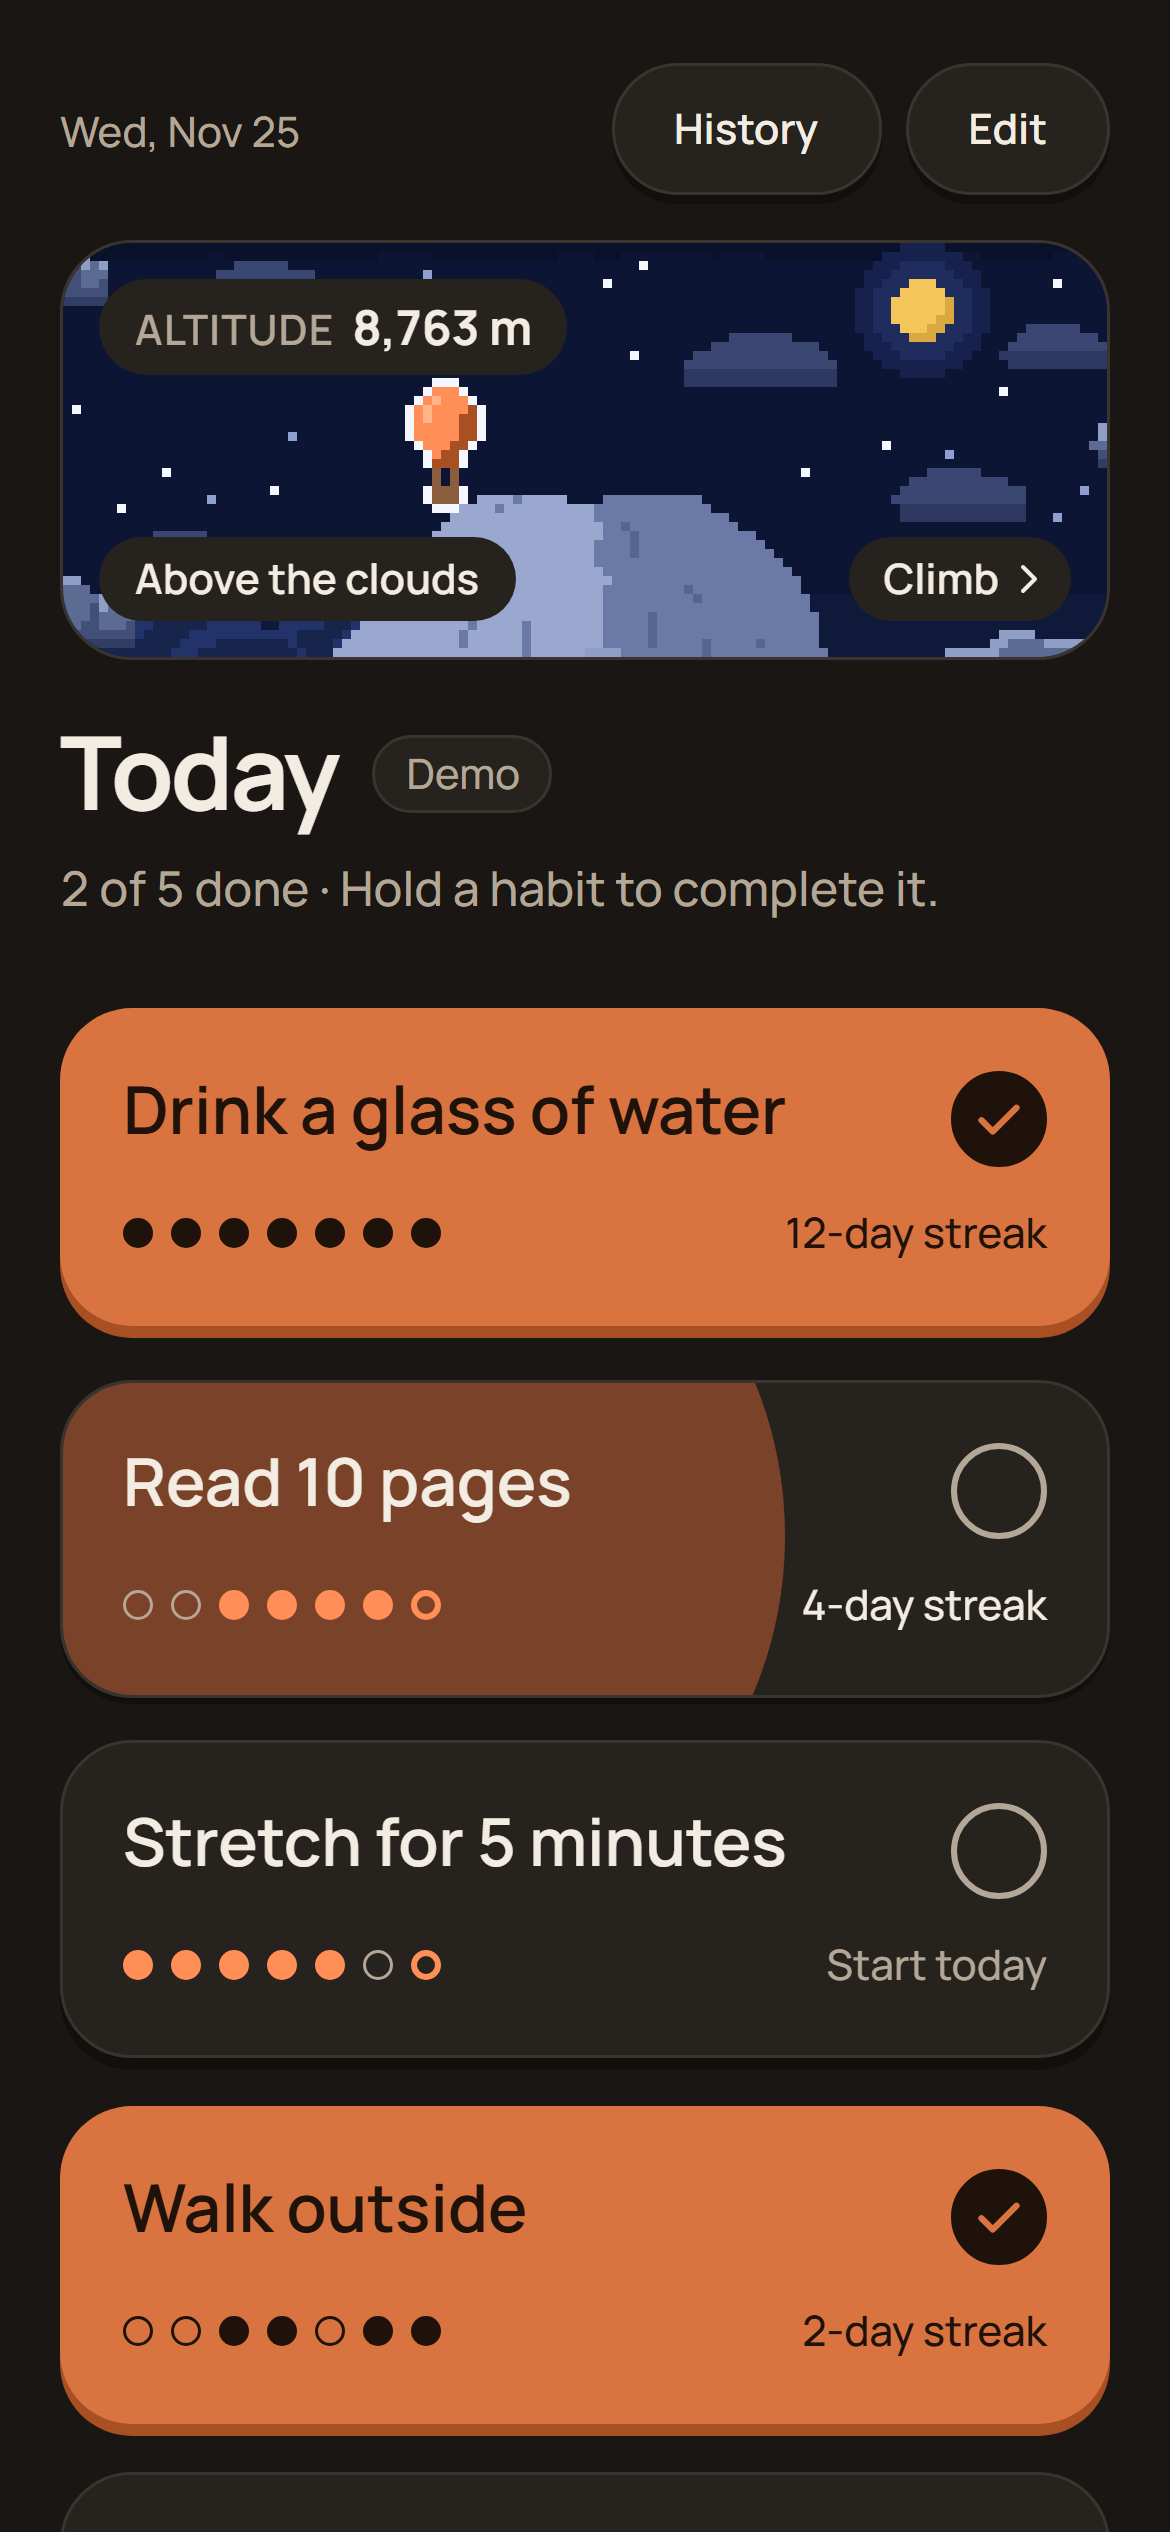 Wed, Nov 25
History
Edit
ALTITUDE 8,763 m
Above the clouds
Climb
Today
Demo
2 of 5 done · Hold a habit to complete it.
Drink a glass of water
12-day streak
Read 10 pages
4-day streak
Stretch for 5 minutes
Start today
Walk outside
2-day streak